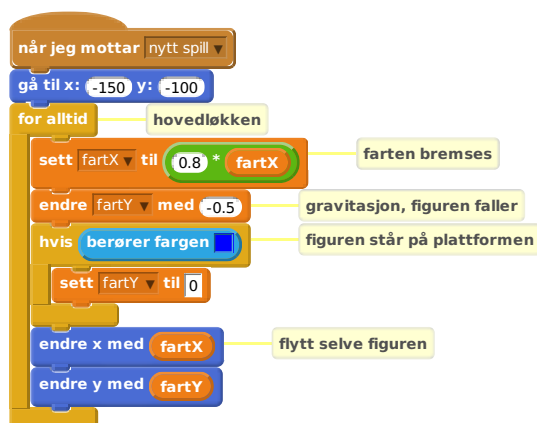 når jeg mottar nytt spill
gå til x: -150 y: -100
for alltid hovedløkken
sett fartX til 0.8 * fartX farten bremses
endre fartY med -0.5 gravitasjon, figuren faller
hvis berører fargen figuren står på plattformen
sett fartY til 0
endre x med fartX flytt selve figuren
endre y med fartY